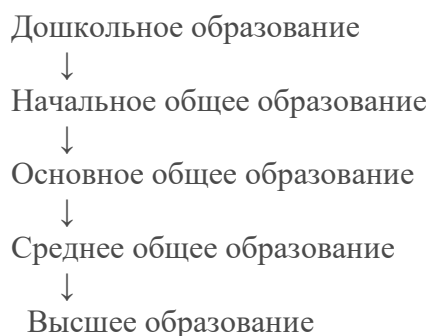 Дошкольное образование
↓
Начальное общее образование
↓
Основное общее образование
↓
Среднее общее образование
↓
Высшее образование